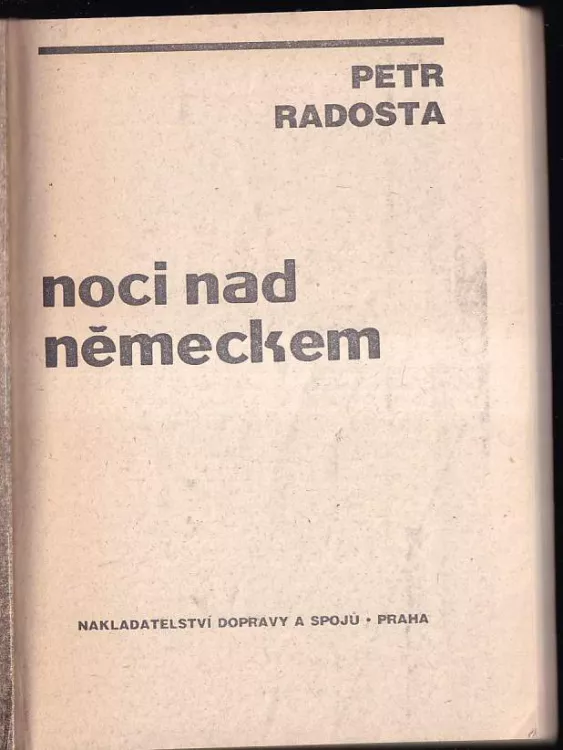 PETR
RADOSTA
noci nad
německem
NAKLADATELSTVÍ DOPRAVY A SPOJŮ • PRAHA